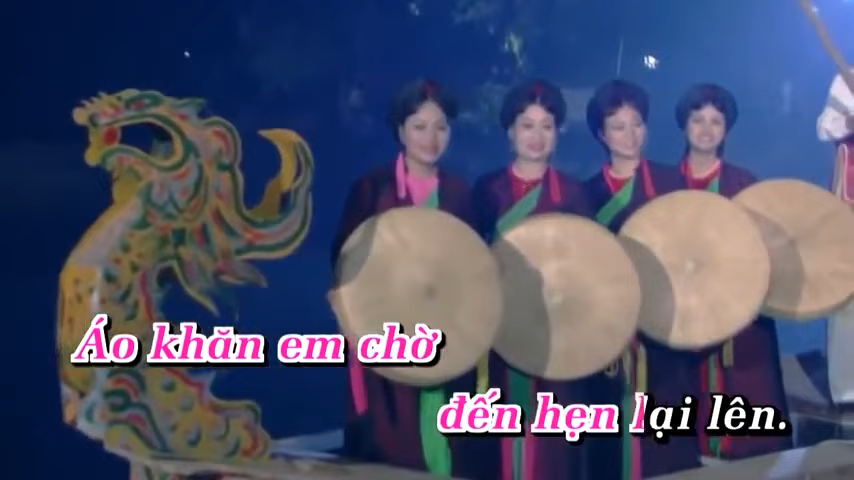 Áo khăn em chờ
đến hẹn lại lên.